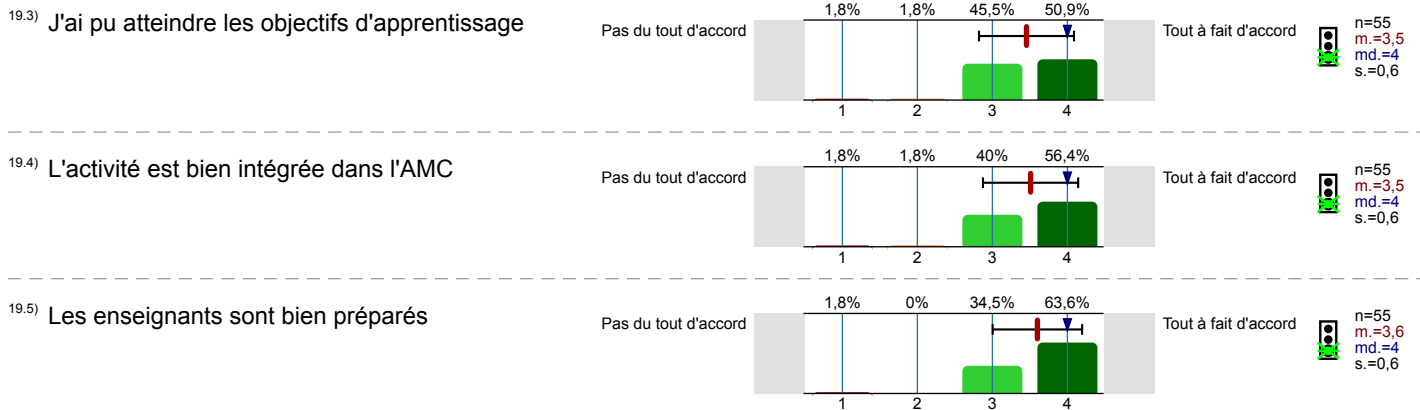 1,8% 1,8% 45,5% 50,9%
19.3) J'ai pu atteindre les objectifs d'apprentissage
Pas du tout d'accord
Tout à fait d'accord
n=55
m.=3,5
md.=4
s.=0,6
1 2 3 4
1,8% 1,8% 40% 56,4%
19.4) L'activité est bien intégrée dans l'AMC
Pas du tout d'accord
Tout à fait d'accord
n=55
m.=3,5
md.=4
s.=0,6
1 2 3 4
1,8% 0% 34,5% 63,6%
19.5) Les enseignants sont bien préparés
Pas du tout d'accord
Tout à fait d'accord
n=55
m.=3,6
md.=4
s.=0,6
1 2 3 4